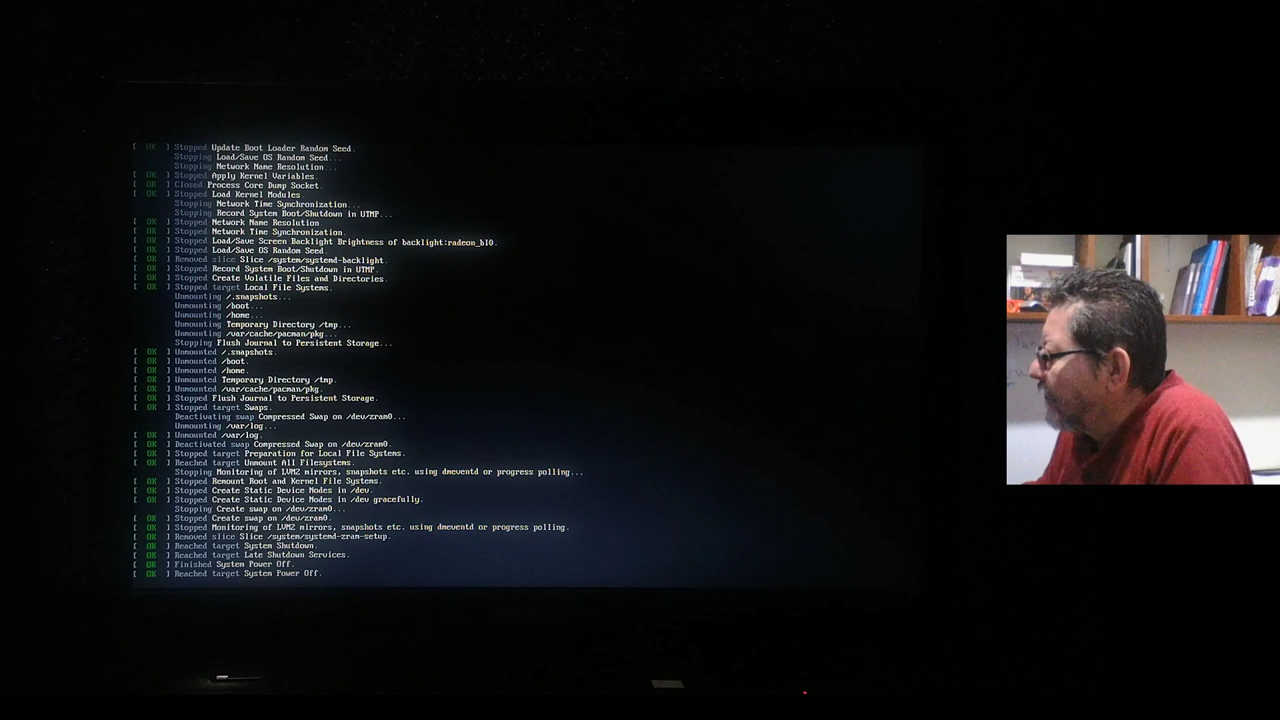 [ OK ] Stopped Update Boot Loader Random Seed.
Stopping Load/Save OS Random Seed...
Stopping Network Name Resolution...
[ OK ] Stopped Apply Kernel Variables.
[ OK ] Closed Process Core Dump Socket.
[ OK ] Stopped Load Kernel Modules
Stopping Network Time Synchronization...
Stopping Record System Boot/Shutdown in UTMP...
[ OK ] Stopped Network Name Resolution
[ OK ] Stopped Network Time Synchronization.
[ OK ] Stopped Load/Save Screen Backlight Brightness of backlight:radeon_bl0.
[ OK ] Stopped Load/Save OS Random Seed.
[ OK ] Removed slice Slice /system/systemd-backlight.
[ OK ] Stopped Record System Boot/Shutdown in UTMP.
[ OK ] Stopped Create Volatile Files and Directories.
[ OK ] Stopped target Local File Systems.
Unmounting /.snapshots...
Unmounting /boot...
Unmounting /home...
Unmounting Temporary Directory /tmp...
Unmounting /var/cache/pacman/pkg...
Stopping Flush Journal to Persistent Storage...
[ OK ] Unmounted /.snapshots.
[ OK ] Unmounted /boot.
[ OK ] Unmounted /home.
[ OK ] Unmounted Temporary Directory /tmp.
[ OK ] Unmounted /var/cache/pacman/pkg.
[ OK ] Stopped Flush Journal to Persistent Storage.
[ OK ] Stopped target Swaps.
Deactivating swap Compressed Swap on /dev/zram0...
Unmounting /var/log...
[ OK ] Unmounted /var/log.
[ OK ] Deactivated swap Compressed Swap on /dev/zram0.
[ OK ] Stopped target Preparation for Local File Systems.
[ OK ] Reached target Unmount All Filesystems.
Stopping Monitoring of LVM2 mirrors, snapshots etc. using dmeventd or progress polling...
[ OK ] Stopped Remount Root and Kernel File Systems.
[ OK ] Stopped Create Static Device Nodes in /dev.
[ OK ] Stopped Create Static Device Nodes in /dev gracefully.
Stopping Create swap on /dev/zram0...
[ OK ] Stopped Create swap on /dev/zram0.
[ OK ] Stopped Monitoring of LVM2 mirrors, snapshots etc. using dmeventd or progress polling.
[ OK ] Removed slice Slice /system/systemd-zram-setup.
[ OK ] Reached target System Shutdown.
[ OK ] Reached target Late Shutdown Services.
[ OK ] Finished System Power Off.
[ OK ] Reached target System Power Off.